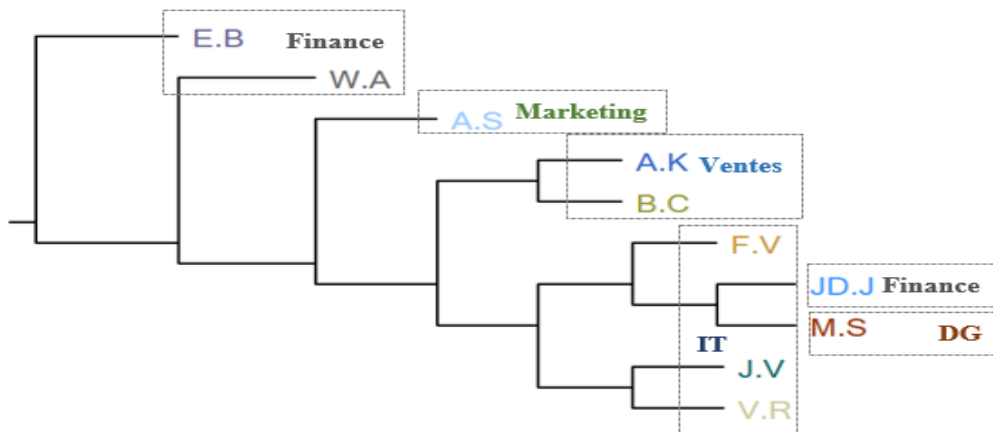 E.B Finance
W.A
A.S Marketing
A.K Ventes
B.C
F.V
JD.J Finance
M.S DG
IT
J.V
V.R